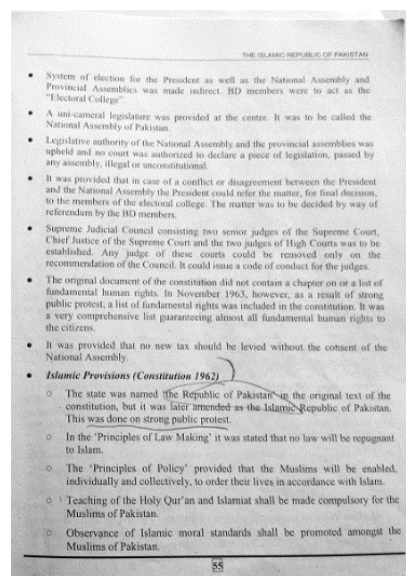 THE ISLAMIC REPUBLIC OF PAKISTAN
• System of election for the President as well as the National Assembly and
Provincial Assemblies was made indirect. BD members were to act as the
"Electoral College"
• A uni-cameral legislature was provided at the centre. It was to be called the
National Assembly of Pakistan.
• Legislative authority of the National Assembly and the provincial assemblies was
upheld and no court was authorized to declare a piece of legislation, passed by
any assembly, illegal or unconstitutional.
• It was provided that in case of a conflict or disagreement between the President
and the National Assembly the President could refer the matter, for final decision,
to the members of the electoral college. The matter was to be decided by way of
referendum by the BD members.
• Supreme Judicial Council consisting two senior judges of the Supreme Court,
Chief Justice of the Supreme Court and the two judges of High Courts was to be
established. Any judge of these courts could be removed only on the
recommendation of the Council. It could issue a code of conduct for the judges.
• The original document of the constitution did not contain a chapter on or a list of
fundamental human rights. In November 1963, however, as a result of strong
public protest, a list of fundamental rights was included in the constitution. It was
a very comprehensive list guaranteeing almost all fundamental human rights to
the citizens.
• It was provided that no new tax should be levied without the consent of the
National Assembly.
• Islamic Provisions (Constitution 1962)
o The state was named 'the Republic of Pakistan' in the original text of the
constitution, but it was later amended as the Islamic Republic of Pakistan.
This was done on strong public protest.
o In the 'Principles of Law Making' it was stated that no law will be repugnant
to Islam.
o The 'Principles of Policy' provided that the Muslims will be enabled,
individually and collectively, to order their lives in accordance with Islam.
o Teaching of the Holy Qur'an and Islamiat shall be made compulsory for the
Muslims of Pakistan.
o Observance of Islamic moral standards shall be promoted amongst the
Muslims of Pakistan.
55